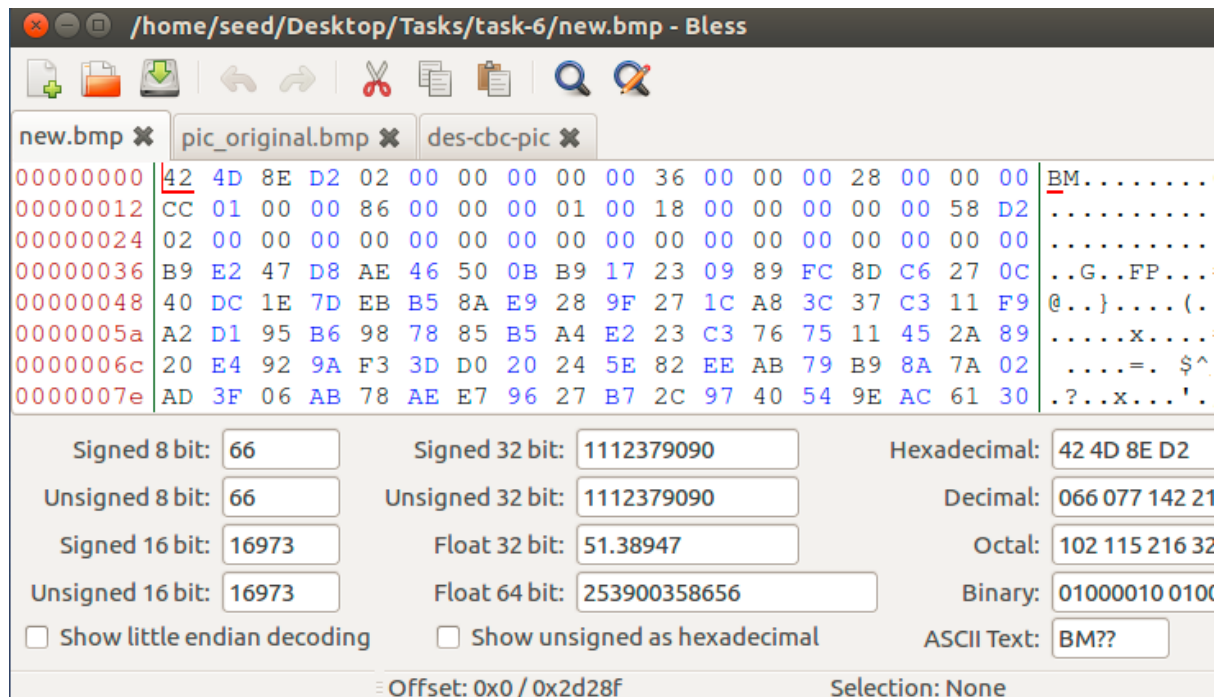 /home/seed/Desktop/Tasks/task-6/new.bmp - Bless
new.bmp ✖ pic_original.bmp ✖ des-cbc-pic ✖
00000000 42 4D 8E D2 02 00 00 00 00 00 36 00 00 00 28 00 00 00 BM........
00000012 CC 01 00 00 86 00 00 00 01 00 18 00 00 00 00 00 58 D2 ..........
00000024 02 00 00 00 00 00 00 00 00 00 00 00 00 00 00 00 00 00 ..........
00000036 B9 E2 47 D8 AE 46 50 0B B9 17 23 09 89 FC 8D C6 27 0C ..G..FP...
00000048 40 DC 1E 7D EB B5 8A E9 28 9F 27 1C A8 3C 37 C3 11 F9 @..}....(.
0000005a A2 D1 95 B6 98 78 85 B5 A4 E2 23 C3 76 75 11 45 2A 89 .....x....
0000006c 20 E4 92 9A F3 3D D0 20 24 5E 82 EE AB 79 B9 8A 7A 02  ....=. $^
0000007e AD 3F 06 AB 78 AE E7 96 27 B7 2C 97 40 54 9E AC 61 30 .?..x...'.
Signed 8 bit: 66 Signed 32 bit: 1112379090 Hexadecimal: 42 4D 8E D2
Unsigned 8 bit: 66 Unsigned 32 bit: 1112379090 Decimal: 066 077 142 21
Signed 16 bit: 16973 Float 32 bit: 51.38947 Octal: 102 115 216 32
Unsigned 16 bit: 16973 Float 64 bit: 253900358656 Binary: 01000010 0100
Show little endian decoding Show unsigned as hexadecimal ASCII Text: BM??
Offset: 0x0 / 0x2d28f Selection: None